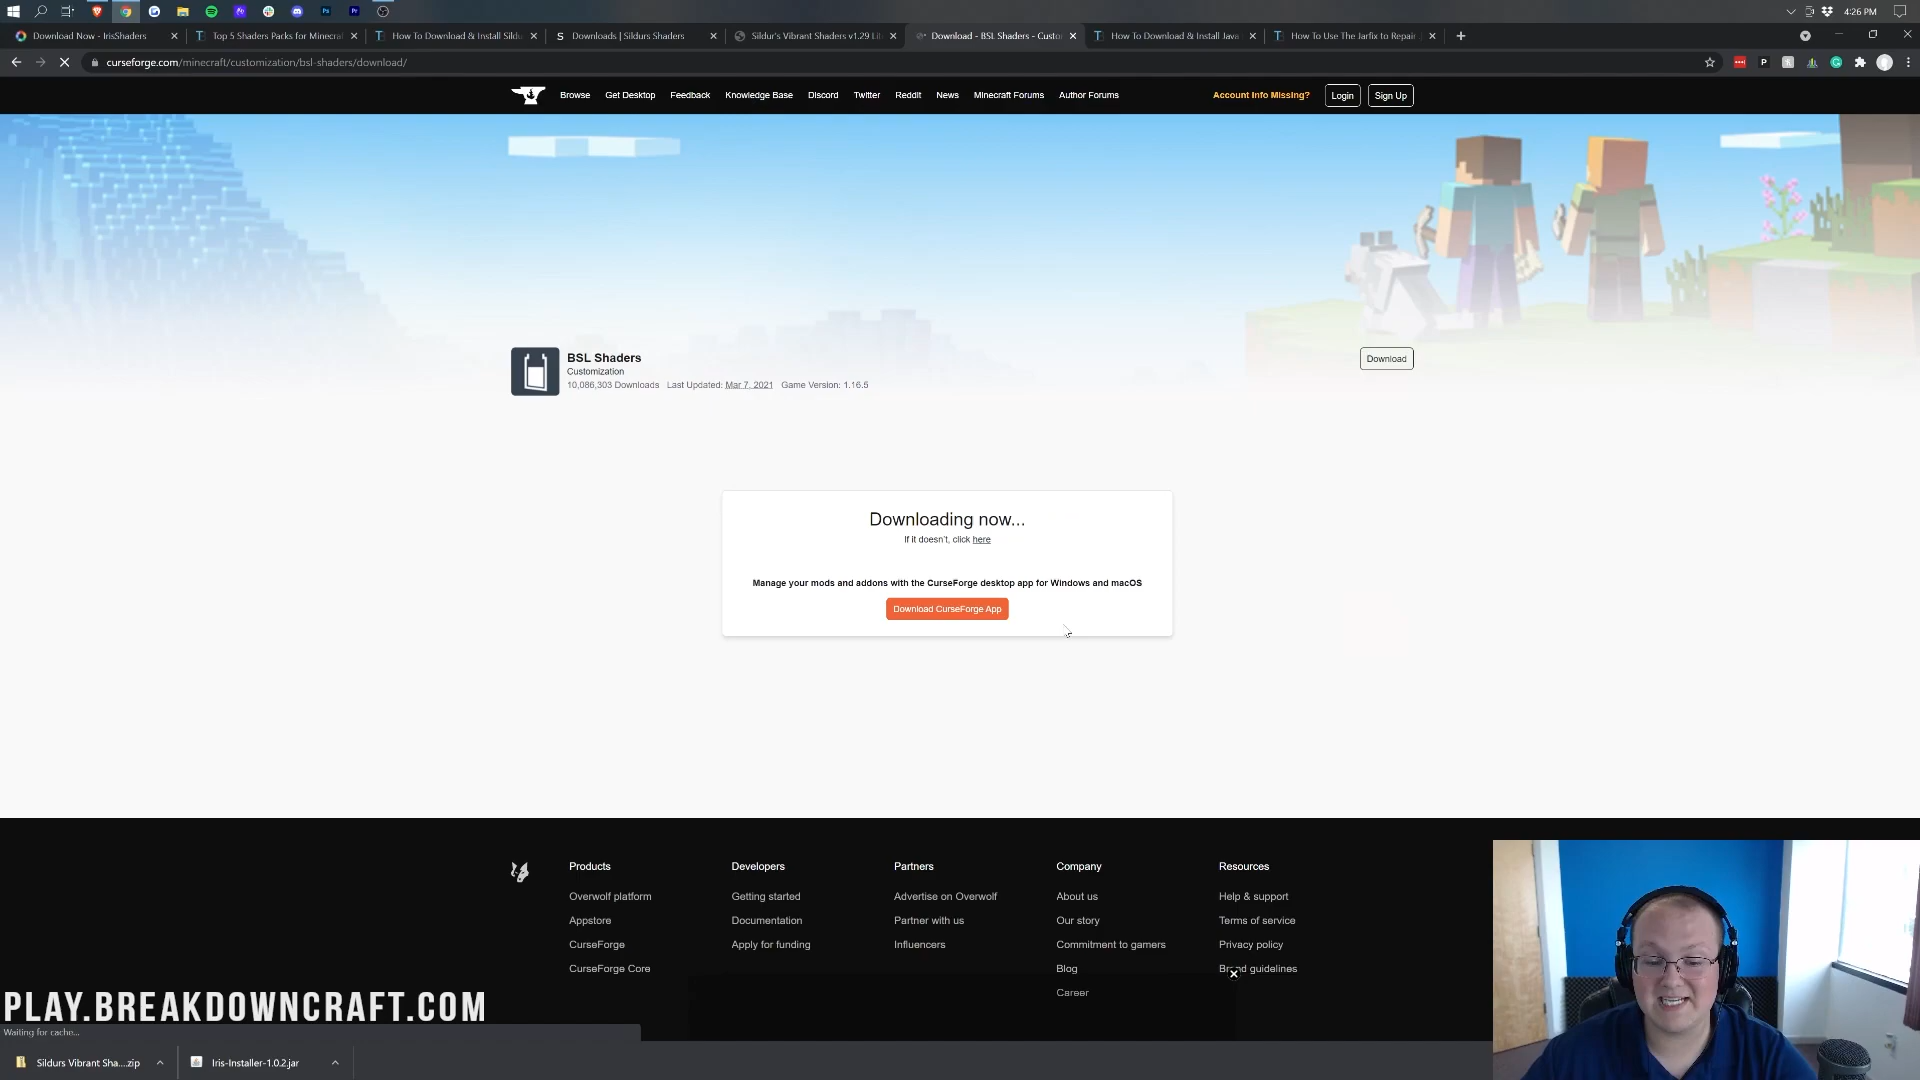 4:26 PM
Download Now - IrisShaders
Top 5 Shaders Packs for Minecra
How To Download & Install Sildu
Downloads | Sildurs Shaders
Sildur's Vibrant Shaders v1.29 Lit
Download - BSL Shaders - Custo
How To Download & Install Java
How To Use The Jarfix to Repair
curseforge.com/minecraft/customization/bsl-shaders/download/
Browse
Get Desktop
Feedback
Knowledge Base
Discord
Twitter
Reddit
News
Minecraft Forums
Author Forums
Account Info Missing?
Login
Sign Up
BSL Shaders
Customization
10,086,303 Downloads Last Updated: Mar 7, 2021 Game Version: 1.16.5
Download
Downloading now...
If it doesn't, click here
Manage your mods and addons with the CurseForge desktop app for Windows and macOS
Download CurseForge App
Products
Overwolf platform
Appstore
CurseForge
CurseForge Core
Developers
Getting started
Documentation
Apply for funding
Partners
Advertise on Overwolf
Partner with us
Influencers
Company
About us
Our story
Commitment to gamers
Blog
Career
Resources
Help & support
Terms of service
Privacy policy
Brand guidelines
PLAY.BREAKDOWNCRAFT.COM
Waiting for cache...
Sildurs Vibrant Sha....zip
Iris-Installer-1.0.2.jar